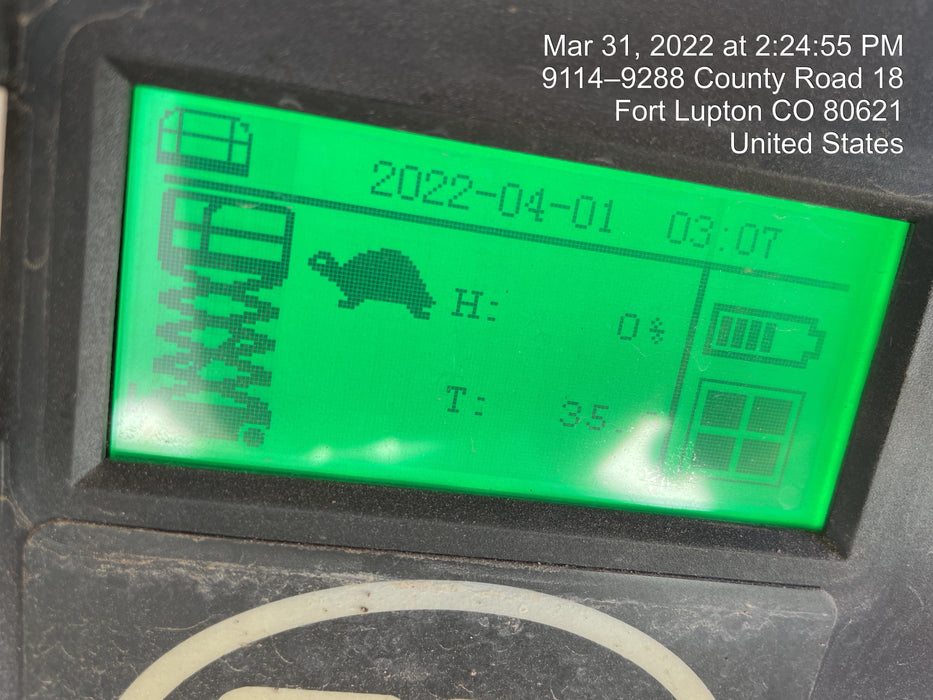 Mar 31, 2022 at 2:24:55 PM
9114–9288 County Road 18
Fort Lupton CO 80621
United States
2022-04-01 03:07
H: 0%
T: 35.